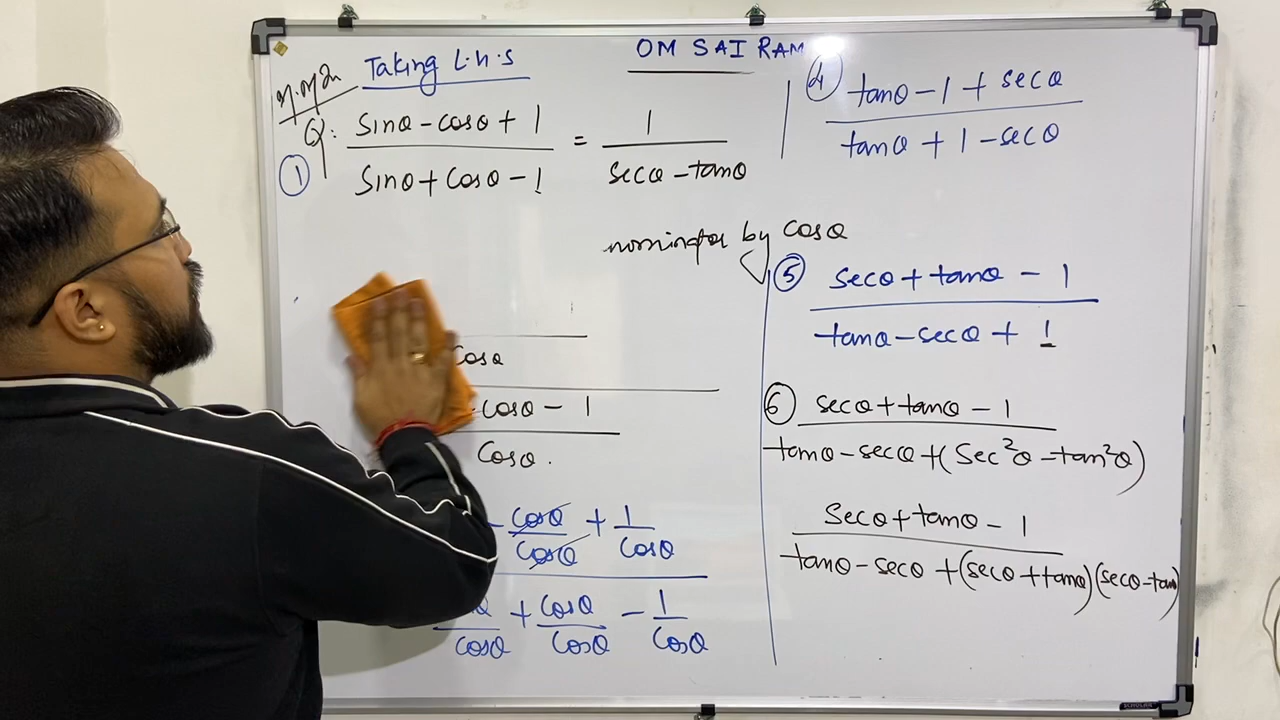 OM SAI RAM
Taking L.h.s
Q: sinθ - cosθ + 1 / sinθ + cosθ - 1 = 1 / secθ - tanθ
①
by cosθ
cosθ
cosθ - 1
cosθ.
- cosθ/cosθ + 1/cosθ
cosθ + cosθ/cosθ - 1/cosθ
④ tanθ - 1 + secθ
tanθ + 1 - secθ
⑤ secθ + tanθ - 1
tanθ - secθ + 1
⑥ secθ + tanθ - 1
tanθ - secθ + (sec²θ - tan²θ)
secθ + tanθ - 1
tanθ - secθ + (secθ + tanθ)(secθ - tanθ)